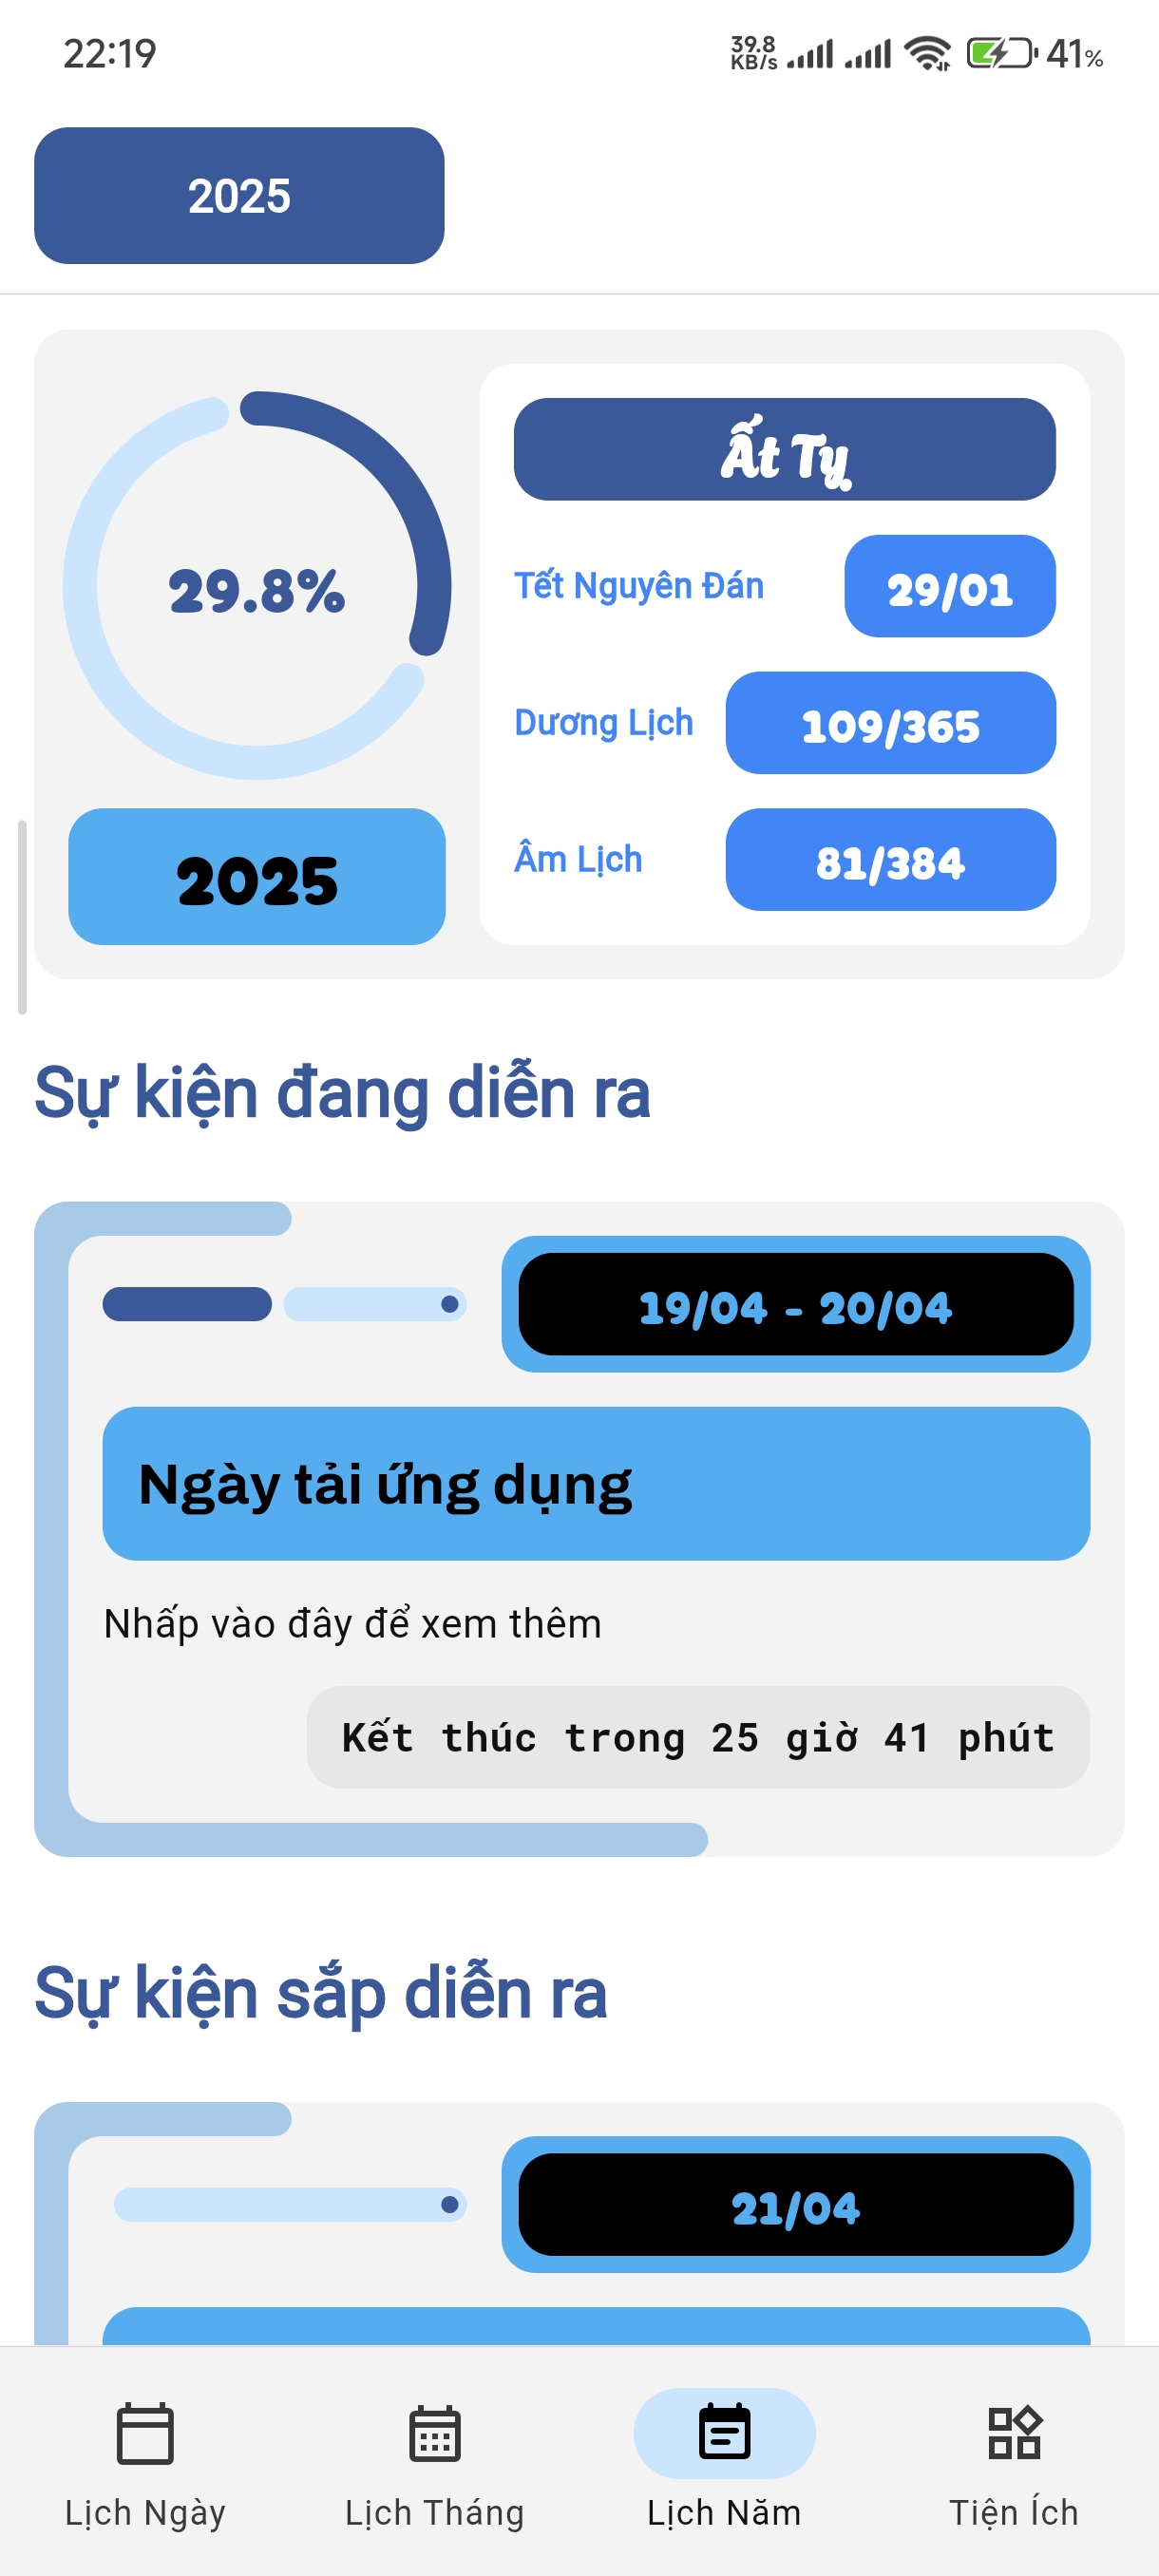 22:19
39.8
KB/s
41%
2025
29.8%
2025
Ất Tỵ
Tết Nguyên Đán
29/01
Dương Lịch
109/365
Âm Lịch
81/384
Sự kiện đang diễn ra
19/04 - 20/04
Ngày tải ứng dụng
Nhấp vào đây để xem thêm
Kết thúc trong 25 giờ 41 phút
Sự kiện sắp diễn ra
21/04
Lịch Ngày
Lịch Tháng
Lịch Năm
Tiện Ích